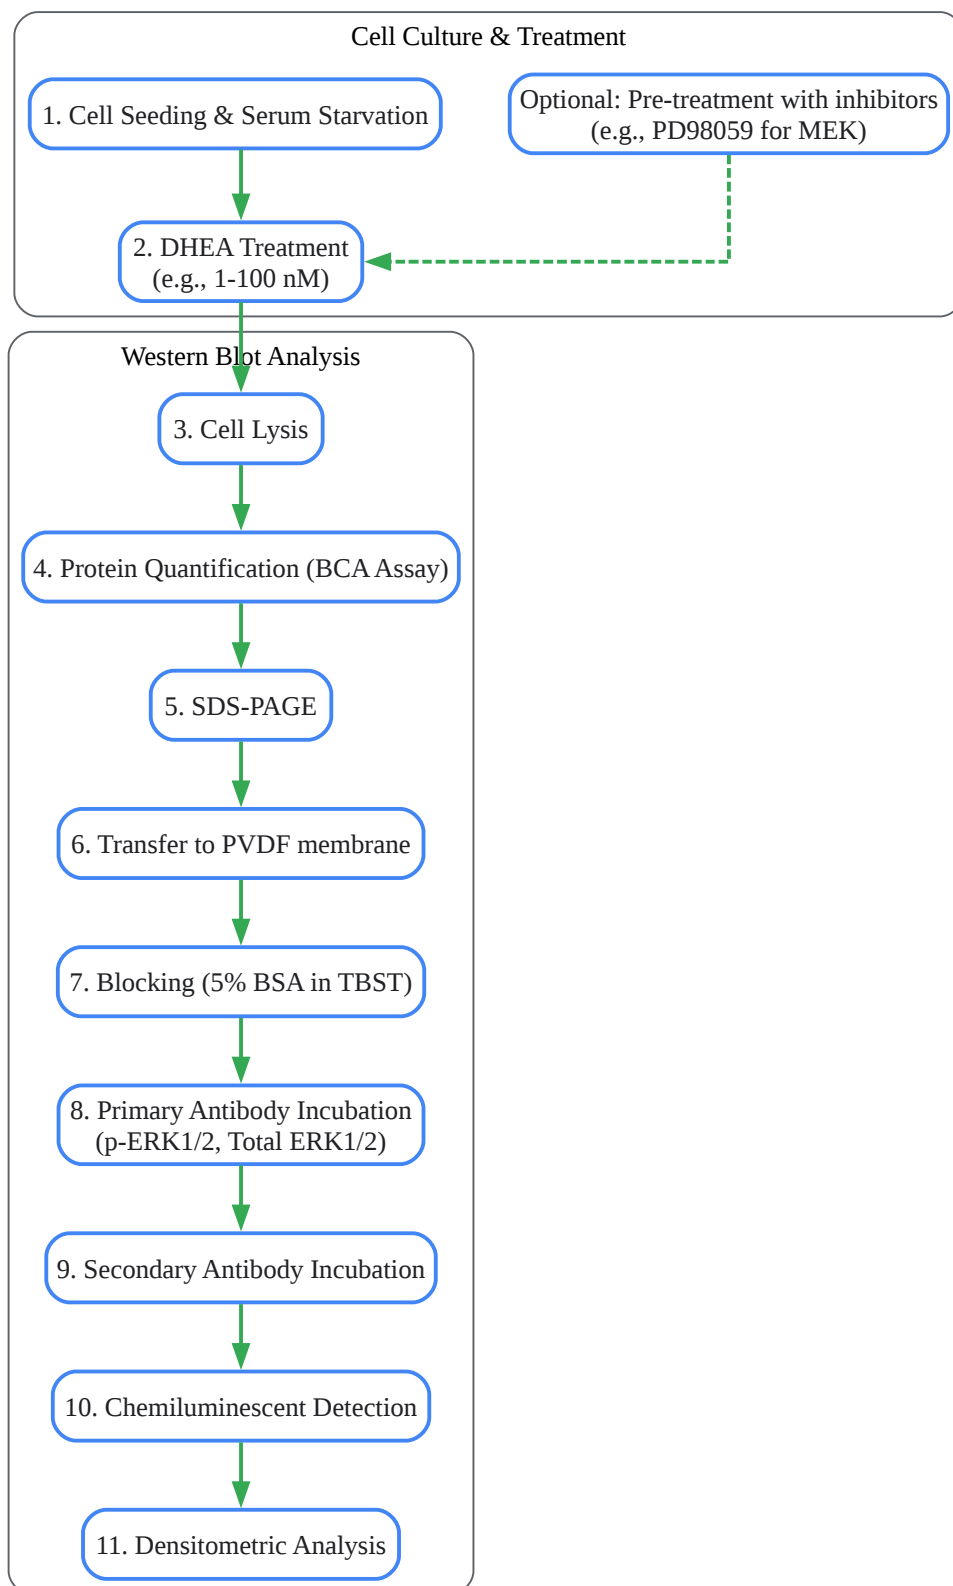 Cell Culture & Treatment
1. Cell Seeding & Serum Starvation
Optional: Pre-treatment with inhibitors
(e.g., PD98059 for MEK)
2. DHEA Treatment
(e.g., 1-100 nM)
Western Blot Analysis
3. Cell Lysis
4. Protein Quantification (BCA Assay)
5. SDS-PAGE
6. Transfer to PVDF membrane
7. Blocking (5% BSA in TBST)
8. Primary Antibody Incubation
(p-ERK1/2, Total ERK1/2)
9. Secondary Antibody Incubation
10. Chemiluminescent Detection
11. Densitometric Analysis